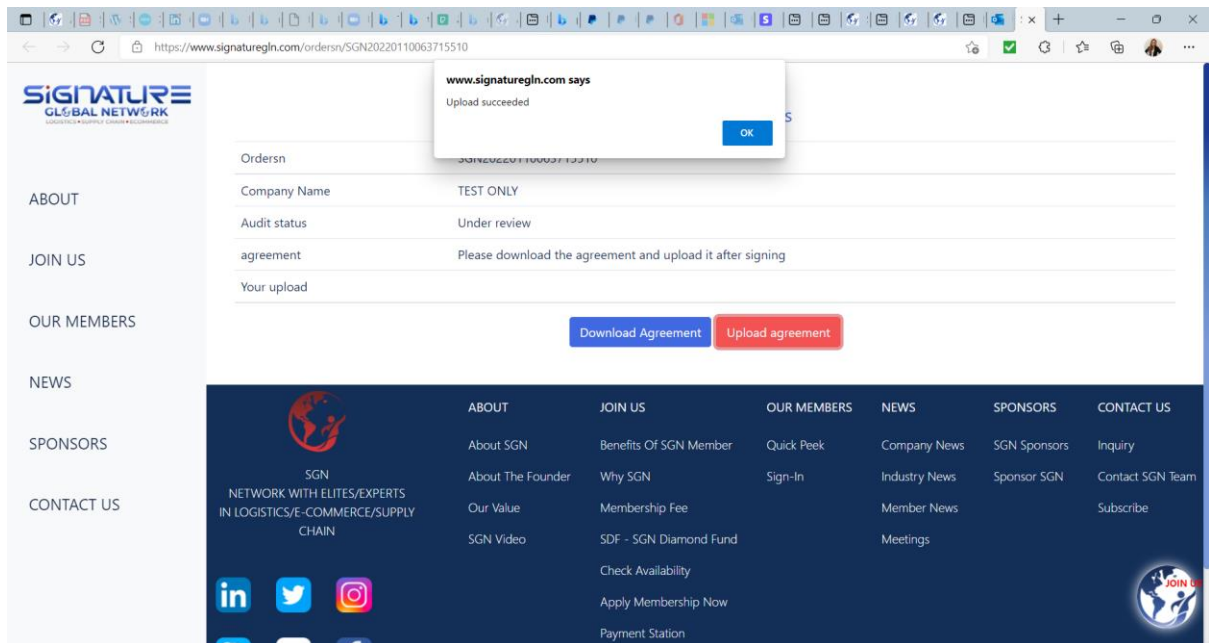 https://www.signaturegln.com/ordersn/SGN20220110063715510
www.signaturegln.com says
Upload succeeded
OK
SIGNATURE
GLOBAL NETWORK
LOGISTICS • SUPPLY CHAIN • ECOMMERCE
ABOUT
JOIN US
OUR MEMBERS
NEWS
SPONSORS
CONTACT US
Ordersn SGN20220110063715510
Company Name TEST ONLY
Audit status Under review
agreement Please download the agreement and upload it after signing
Your upload
Download Agreement Upload agreement
SGN
NETWORK WITH ELITES/EXPERTS
IN LOGISTICS/E-COMMERCE/SUPPLY
CHAIN
ABOUT
About SGN
About The Founder
Our Value
SGN Video
JOIN US
Benefits Of SGN Member
Why SGN
Membership Fee
SDF - SGN Diamond Fund
Check Availability
Apply Membership Now
Payment Station
OUR MEMBERS
Quick Peek
Sign-In
NEWS
Company News
Industry News
Member News
Meetings
SPONSORS
SGN Sponsors
Sponsor SGN
CONTACT US
Inquiry
Contact SGN Team
Subscribe
JOIN